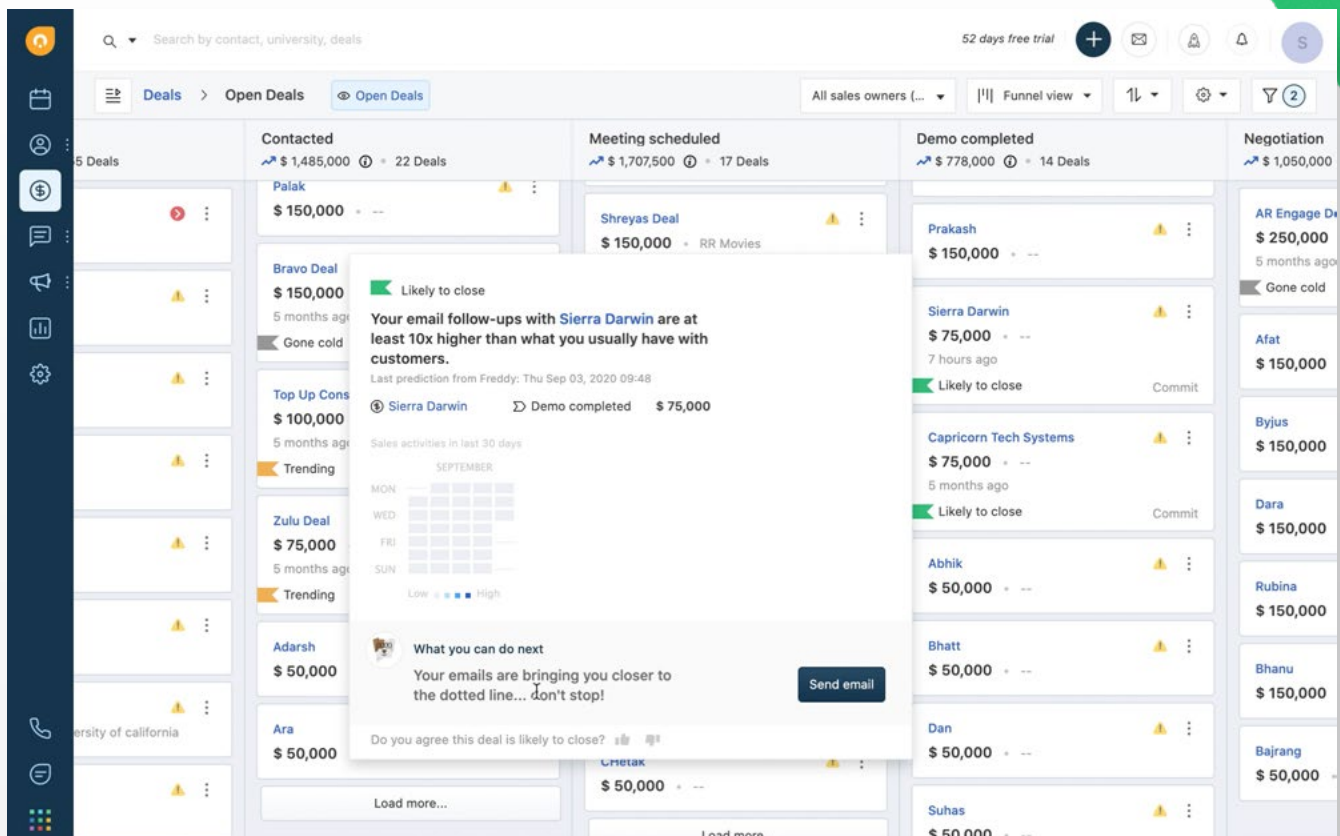 Search by contact, university, deals
52 days free trial
S
Deals > Open Deals
Open Deals
All sales owners (...
Funnel view
2
5 Deals
ersity of california
Contacted
$ 1,485,000 • 22 Deals
Palak
$ 150,000 • --
Bravo Deal
$ 150,000
5 months ago
Gone cold
Top Up Cons
$ 100,000
5 months ago
Trending
Zulu Deal
$ 75,000
5 months ago
Trending
Adarsh
$ 50,000
Ara
$ 50,000
Load more...
Meeting scheduled
$ 1,707,500 • 17 Deals
Shreyas Deal
$ 150,000 • RR Movies
Likely to close
Your email follow-ups with Sierra Darwin are at
least 10x higher than what you usually have with
customers.
Last prediction from Freddy: Thu Sep 03, 2020 09:48
Sierra Darwin
Demo completed
$ 75,000
Sales activities in last 30 days
SEPTEMBER
MON
WED
FRI
SUN
Low
High
What you can do next
Your emails are bringing you closer to
the dotted line... don't stop!
Send email
Do you agree this deal is likely to close?
CHetak
$ 50,000 • --
Load more
Demo completed
$ 778,000 • 14 Deals
Prakash
$ 150,000 • --
Sierra Darwin
$ 75,000 • --
7 hours ago
Likely to close
Commit
Capricorn Tech Systems
$ 75,000 • --
5 months ago
Likely to close
Commit
Abhik
$ 50,000 • --
Bhatt
$ 50,000 • --
Dan
$ 50,000 • --
Suhas
$ 50,000 • --
Negotiation
$ 1,050,000
AR Engage De
$ 250,000
5 months ago
Gone cold
Afat
$ 150,000
Byjus
$ 150,000
Dara
$ 150,000
Rubina
$ 150,000
Bhanu
$ 150,000
Bajrang
$ 50,000